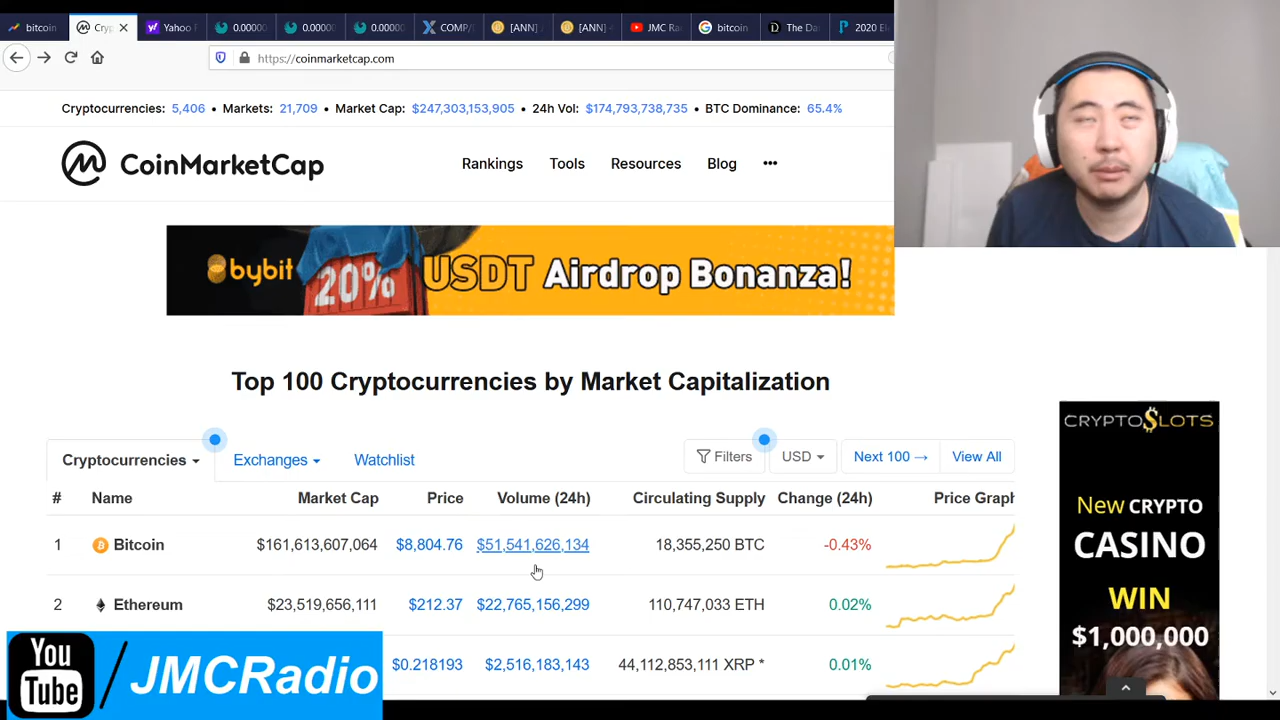 bitcoin
Cryp
Yahoo F
0.00000
0.00000
0.00000
COMP/
[ANN]
[ANN]
JMC Ra
bitcoin
The Da
2020 El
https://coinmarketcap.com
Cryptocurrencies: 5,406 • Markets: 21,709 • Market Cap: $247,303,153,905 • 24h Vol: $174,793,738,735 • BTC Dominance: 65.4%
CoinMarketCap
Rankings Tools Resources Blog •••
bybit 20% USDT Airdrop Bonanza!
Top 100 Cryptocurrencies by Market Capitalization
Cryptocurrencies Exchanges Watchlist Filters USD Next 100 → View All
# Name Market Cap Price Volume (24h) Circulating Supply Change (24h) Price Graph
1 Bitcoin $161,613,607,064 $8,804.76 $51,541,626,134 18,355,250 BTC -0.43%
2 Ethereum $23,519,656,111 $212.37 $22,765,156,299 110,747,033 ETH 0.02%
$0.218193 $2,516,183,143 44,112,853,111 XRP * 0.01%
CRYPTO$LOTS
New CRYPTO
CASINO
WIN
$1,000,000
You
Tube
/JMCRadio